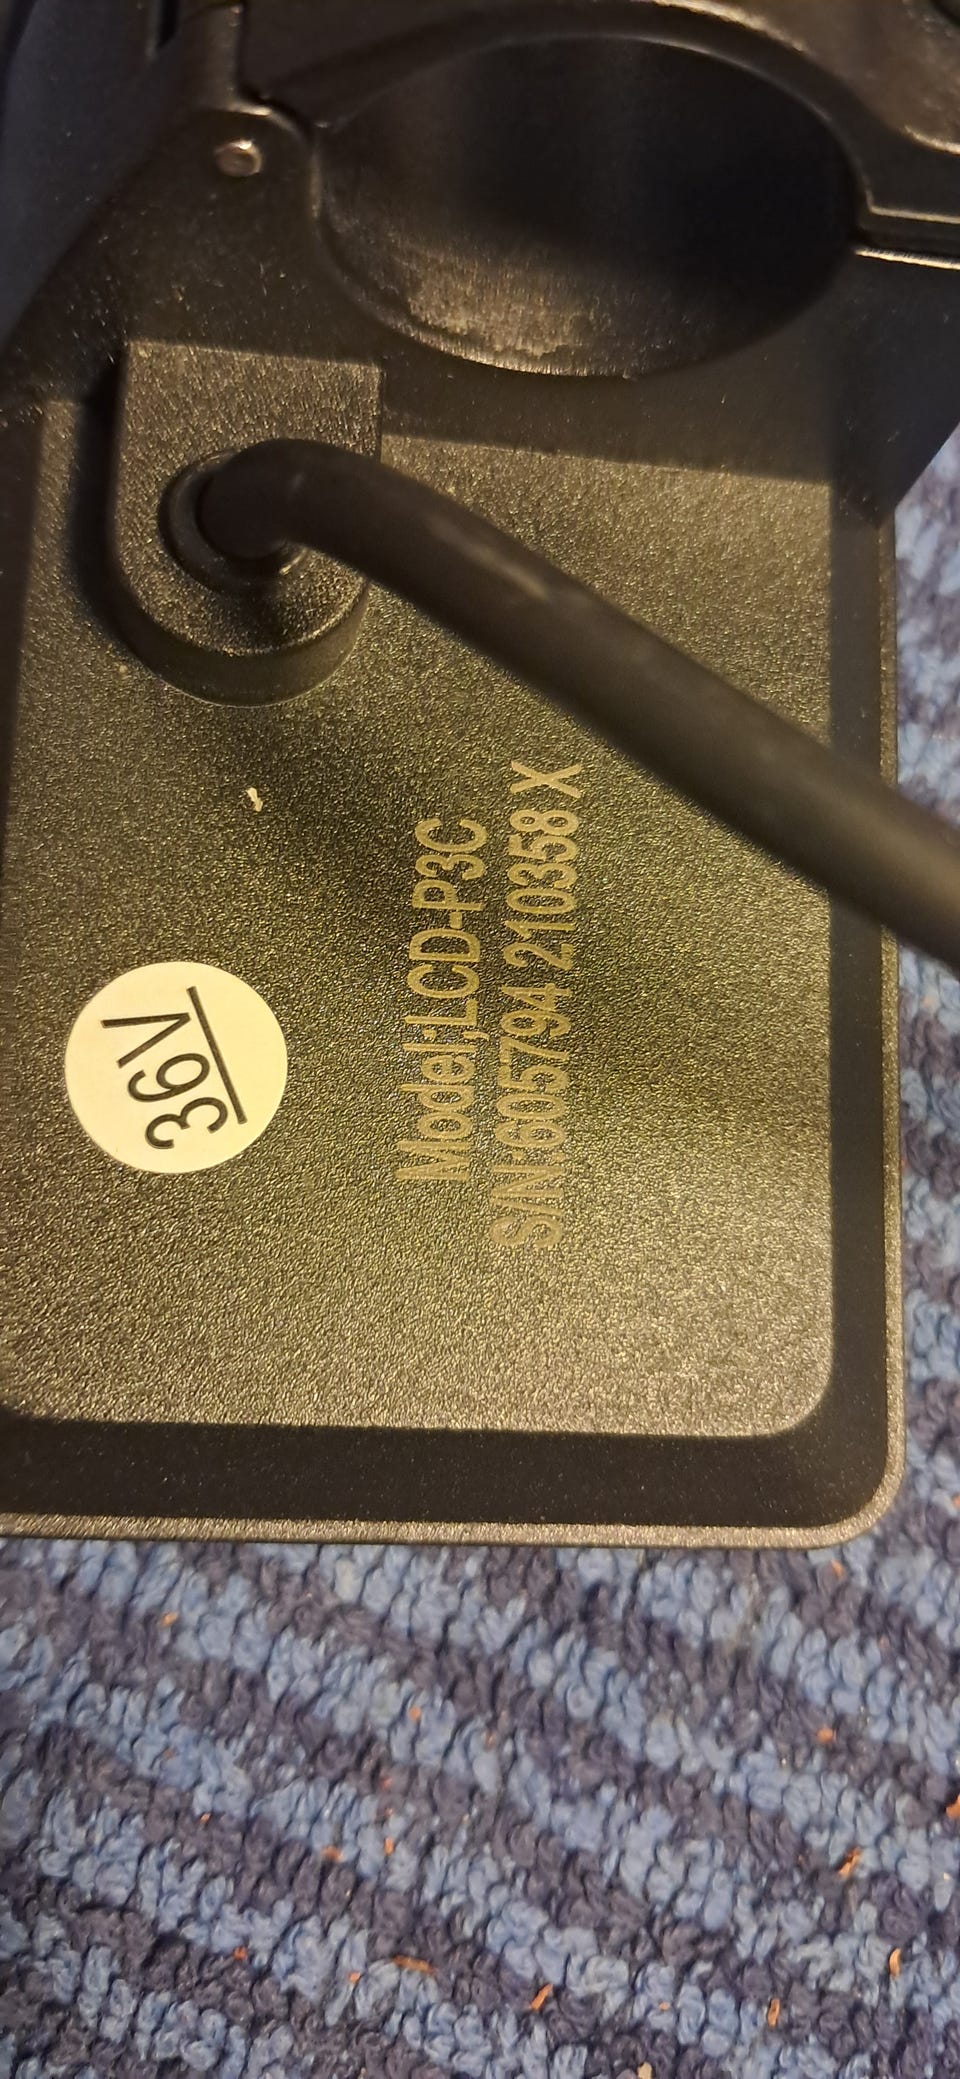 36V
Model:LCD-P3C
S/N:605794 210358 X